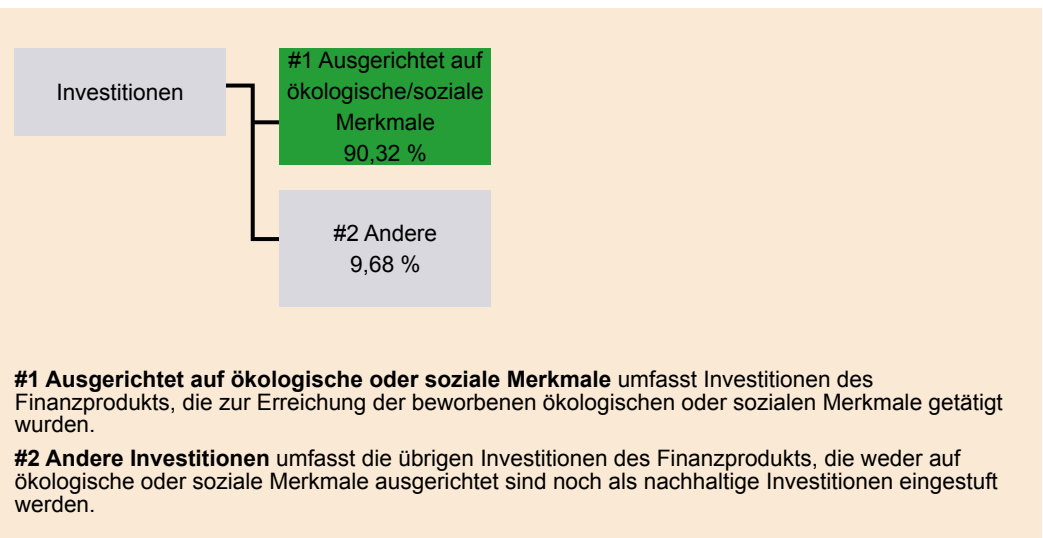 Investitionen
#1 Ausgerichtet auf
ökologische/soziale
Merkmale
90,32 %
#2 Andere
9,68 %
#1 Ausgerichtet auf ökologische oder soziale Merkmale umfasst Investitionen des
Finanzprodukts, die zur Erreichung der beworbenen ökologischen oder sozialen Merkmale getätigt
wurden.
#2 Andere Investitionen umfasst die übrigen Investitionen des Finanzprodukts, die weder auf
ökologische oder soziale Merkmale ausgerichtet sind noch als nachhaltige Investitionen eingestuft
werden.